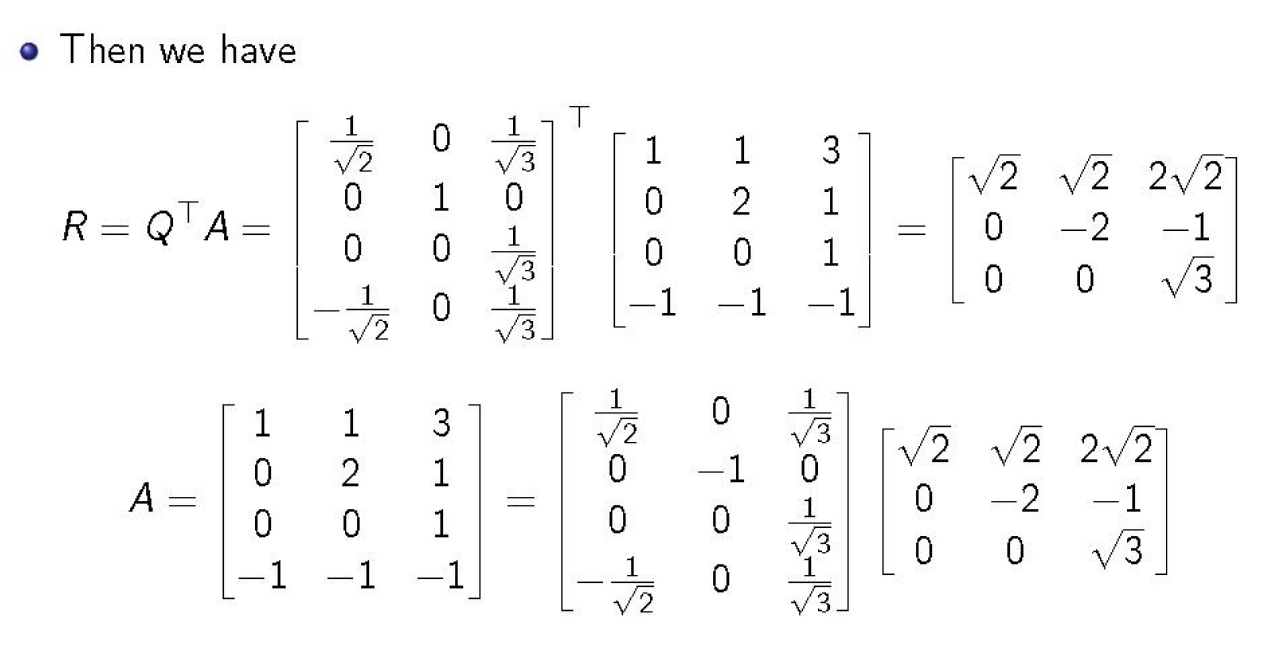 Then we have
R = Q^⊤ A = \begin{bmatrix} \frac{1}{\sqrt{2}} & 0 & \frac{1}{\sqrt{3}} \\ 0 & 1 & 0 \\ 0 & 0 & \frac{1}{\sqrt{3}} \\ -\frac{1}{\sqrt{2}} & 0 & \frac{1}{\sqrt{3}} \end{bmatrix}^⊤ \begin{bmatrix} 1 & 1 & 3 \\ 0 & 2 & 1 \\ 0 & 0 & 1 \\ -1 & -1 & -1 \end{bmatrix} = \begin{bmatrix} \sqrt{2} & \sqrt{2} & 2\sqrt{2} \\ 0 & -2 & -1 \\ 0 & 0 & \sqrt{3} \end{bmatrix}
A = \begin{bmatrix} 1 & 1 & 3 \\ 0 & 2 & 1 \\ 0 & 0 & 1 \\ -1 & -1 & -1 \end{bmatrix} = \begin{bmatrix} \frac{1}{\sqrt{2}} & 0 & \frac{1}{\sqrt{3}} \\ 0 & -1 & 0 \\ 0 & 0 & \frac{1}{\sqrt{3}} \\ -\frac{1}{\sqrt{2}} & 0 & \frac{1}{\sqrt{3}} \end{bmatrix} \begin{bmatrix} \sqrt{2} & \sqrt{2} & 2\sqrt{2} \\ 0 & -2 & -1 \\ 0 & 0 & \sqrt{3} \end{bmatrix}